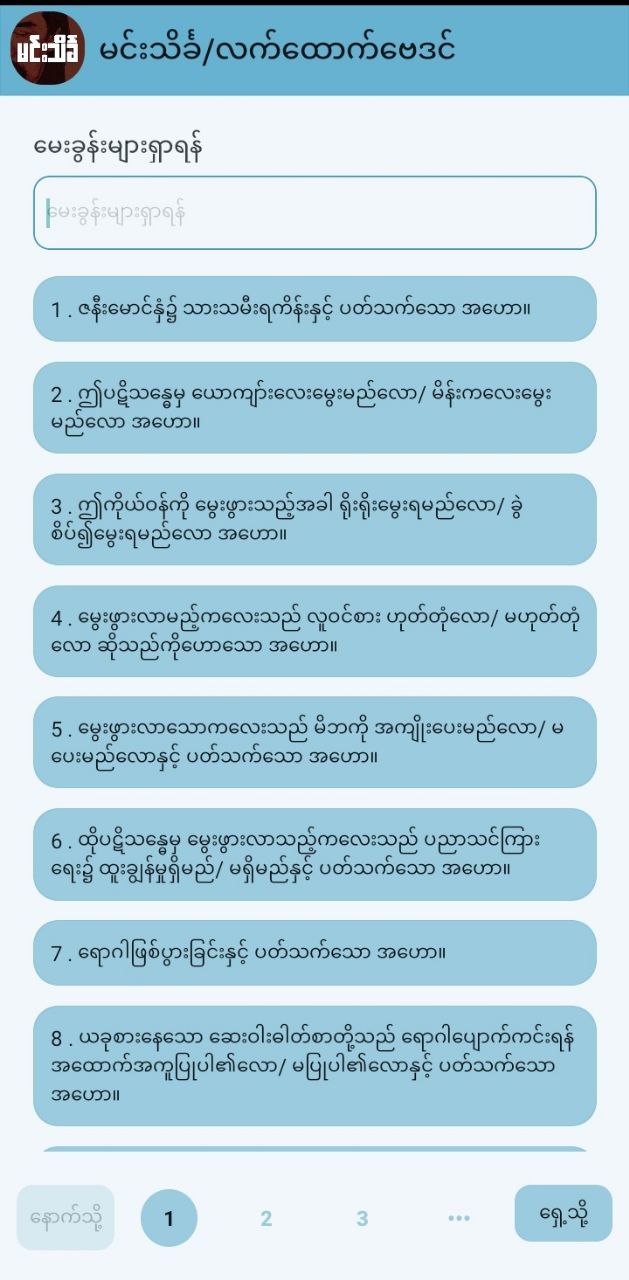 မင်းသိင်္ခ
မင်းသိင်္ခ/လက်ထောက်ဗေဒင်
မေးခွန်းများရှာရန်
မေးခွန်းများရှာရန်
1 . ဇနီးမောင်နှံ၌ သားသမီးရကိန်းနှင့် ပတ်သက်သော အဟော။
2 . ဤပဋိသန္ဓေမှ ယောကျာ်းလေးမွေးမည်လော/ မိန်းကလေးမွေး
မည်လော အဟော။
3 . ဤကိုယ်ဝန်ကို မွေးဖွားသည့်အခါ ရိုးရိုးမွေးရမည်လော/ ခွဲ
စိပ်၍မွေးရမည်လော အဟော။
4 . မွေးဖွားလာမည့်ကလေးသည် လူဝင်စား ဟုတ်တုံလော/ မဟုတ်တုံ
လော ဆိုသည်ကိုဟောသော အဟော။
5 . မွေးဖွားလာသောကလေးသည် မိဘကို အကျိုးပေးမည်လော/ မ
ပေးမည်လောနှင့် ပတ်သက်သော အဟော။
6 . ထိုပဋိသန္ဓေမှ မွေးဖွားလာသည့်ကလေးသည် ပညာသင်ကြား
ရေး၌ ထူးချွန်မှုရှိမည်/ မရှိမည်နှင့် ပတ်သက်သော အဟော။
7 . ရောဂါဖြစ်ပွားခြင်းနှင့် ပတ်သက်သော အဟော။
8 . ယခုစားနေသော ဆေးဝါးဓါတ်စာတို့သည် ရောဂါပျောက်ကင်းရန်
အထောက်အကူပြုပါ၏လော/ မပြုပါ၏လောနှင့် ပတ်သက်သော
အဟော။
နောက်သို့ 1 2 3 ••• ရှေ့သို့